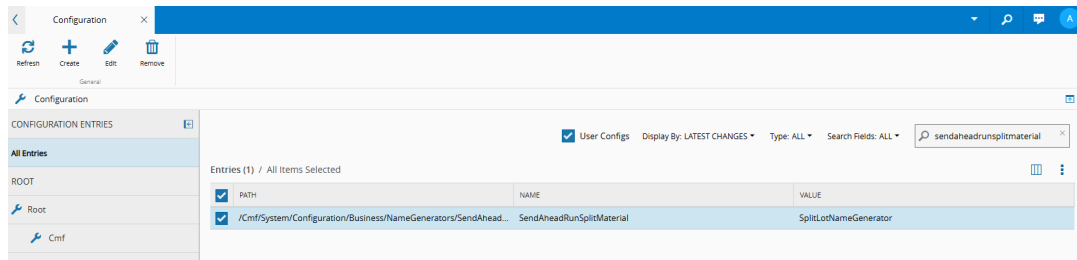 Configuration ×
A
Refresh Create Edit Remove
General
Configuration
CONFIGURATION ENTRIES
User Configs Display By: LATEST CHANGES Type: ALL Search Fields: ALL sendaheadrunsplitmaterial ×
All Entries
Entries (1) / All Items Selected
ROOT
PATH NAME VALUE
Root
/Cmf/System/Configuration/Business/NameGenerators/SendAhead... SendAheadRunSplitMaterial SplitLotNameGenerator
Cmf